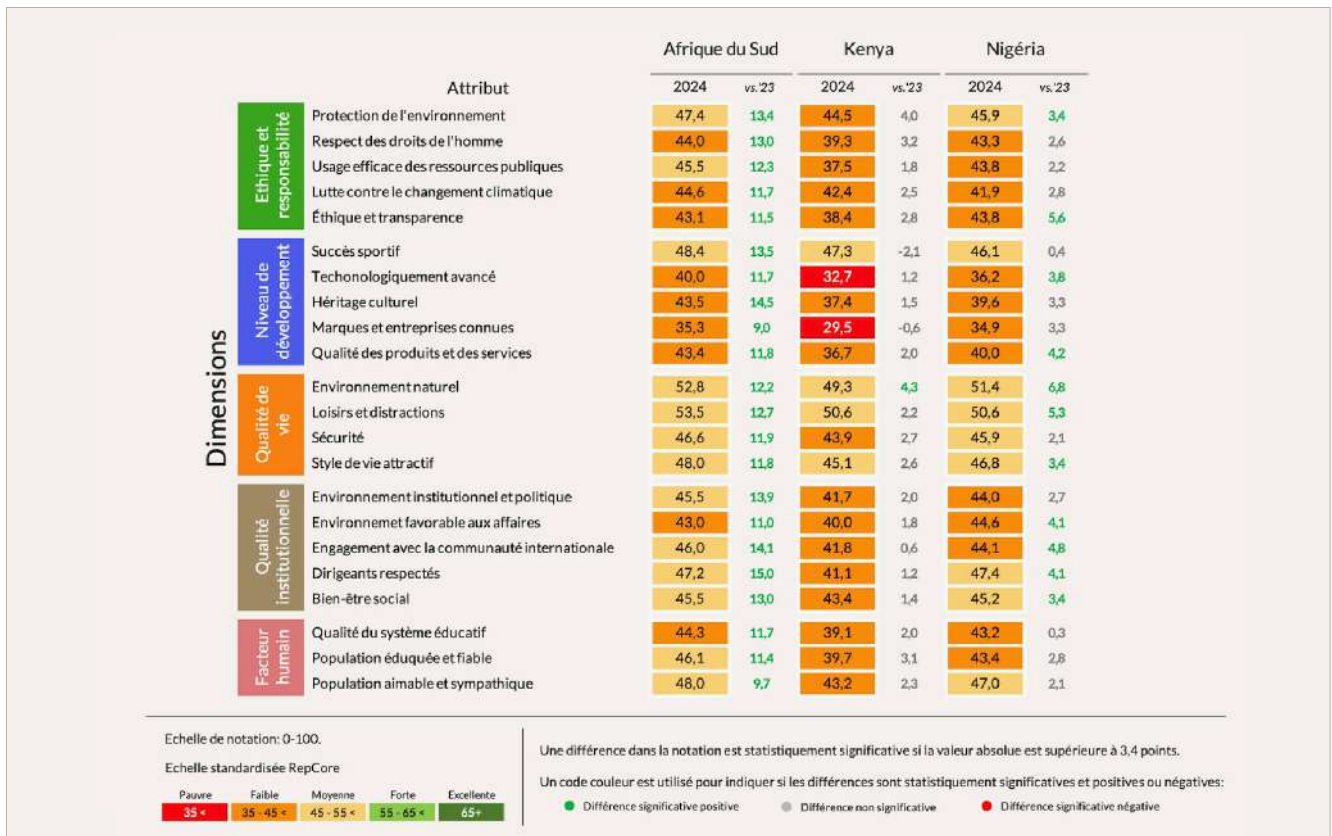 Afrique du Sud Kenya Nigéria
Attribut 2024 vs.'23 2024 vs.'23 2024 vs.'23
Dimensions
Ethique et
responsabilité
Protection de l'environnement 47,4 13,4 44,5 4,0 45,9 3,4
Respect des droits de l'homme 44,0 13,0 39,3 3,2 43,3 2,6
Usage efficace des ressources publiques 45,5 12,3 37,5 1,8 43,8 2,2
Lutte contre le changement climatique 44,6 11,7 42,4 2,5 41,9 2,8
Éthique et transparence 43,1 11,5 38,4 2,8 43,8 5,6
Niveau de
développement
Succès sportif 48,4 13,5 47,3 -2,1 46,1 0,4
Techonologiquement avancé 40,0 11,7 32,7 1,2 36,2 3,8
Héritage culturel 43,5 14,5 37,4 1,5 39,6 3,3
Marques et entreprises connues 35,3 9,0 29,5 -0,6 34,9 3,3
Qualité des produits et des services 43,4 11,8 36,7 2,0 40,0 4,2
Qualité de
vie
Environnement naturel 52,8 12,2 49,3 4,3 51,4 6,8
Loisirs et distractions 53,5 12,7 50,6 2,2 50,6 5,3
Sécurité 46,6 11,9 43,9 2,7 45,9 2,1
Style de vie attractif 48,0 11,8 45,1 2,6 46,8 3,4
Qualité
institutionnelle
Environnement institutionnel et politique 45,5 13,9 41,7 2,0 44,0 2,7
Environnemet favorable aux affaires 43,0 11,0 40,0 1,8 44,6 4,1
Engagement avec la communauté internationale 46,0 14,1 41,8 0,6 44,1 4,8
Dirigeants respectés 47,2 15,0 41,1 1,2 47,4 4,1
Bien-être social 45,5 13,0 43,4 1,4 45,2 3,4
Facteur
humain
Qualité du système éducatif 44,3 11,7 39,1 2,0 43,2 0,3
Population éduquée et fiable 46,1 11,4 39,7 3,1 43,4 2,8
Population aimable et sympathique 48,0 9,7 43,2 2,3 47,0 2,1
Echelle de notation: 0-100.
Echelle standardisée RepCore
Pauvre Faible Moyenne Forte Excellente
35 < 35 - 45 < 45 - 55 < 55 - 65 < 65+
Une différence dans la notation est statistiquement significative si la valeur absolue est supérieure à 3,4 points.
Un code couleur est utilisé pour indiquer si les différences sont statistiquement significatives et positives ou négatives:
Différence significative positive Différence non significative Différence significative négative